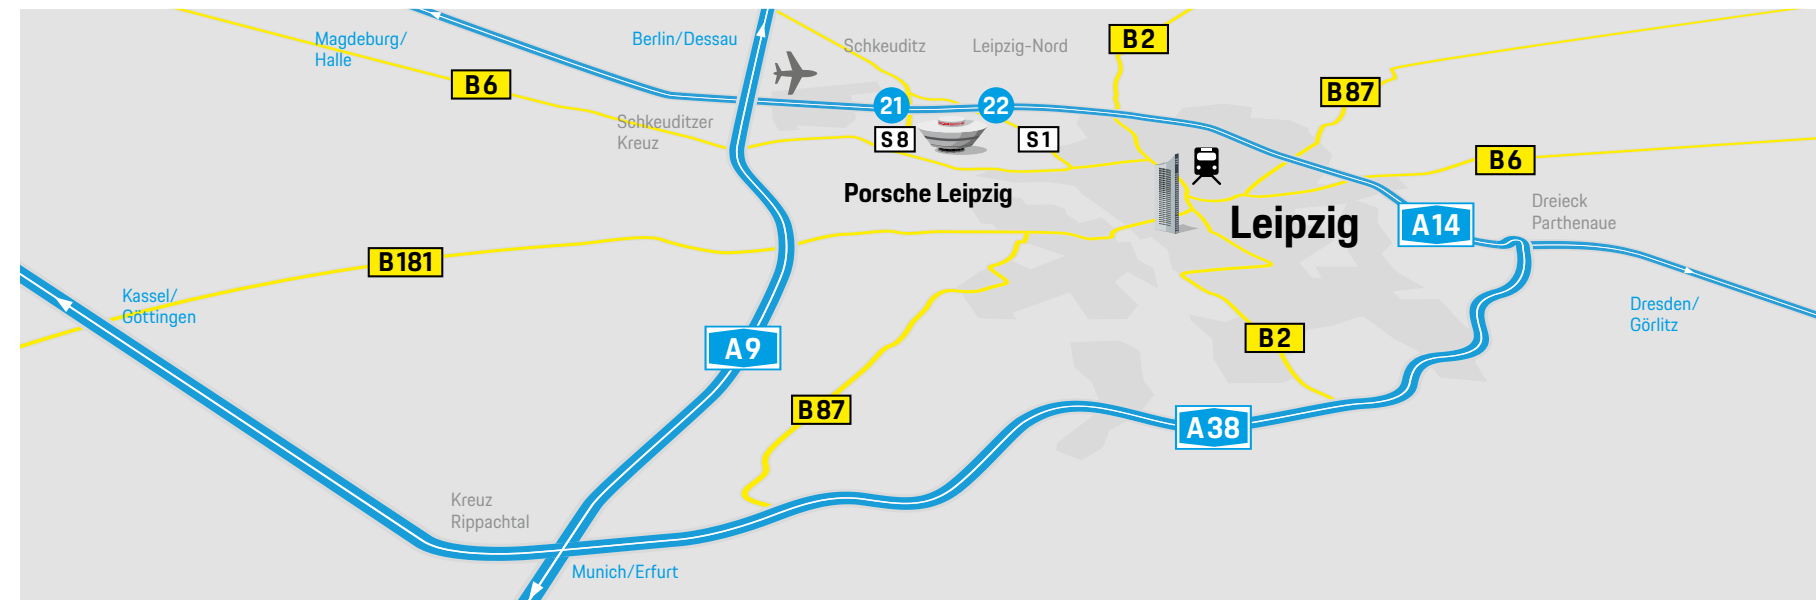 Magdeburg/
Halle
Berlin/Dessau
Schkeuditz
Leipzig-Nord
B2
B6
B87
21
22
Schkeuditzer
Kreuz
S8
S1
B6
Porsche Leipzig
Leipzig
A14
Dreieck
Parthenaue
B181
Kassel/
Göttingen
Dresden/
Görlitz
A9
B2
B87
A38
Kreuz
Rippachtal
Munich/Erfurt